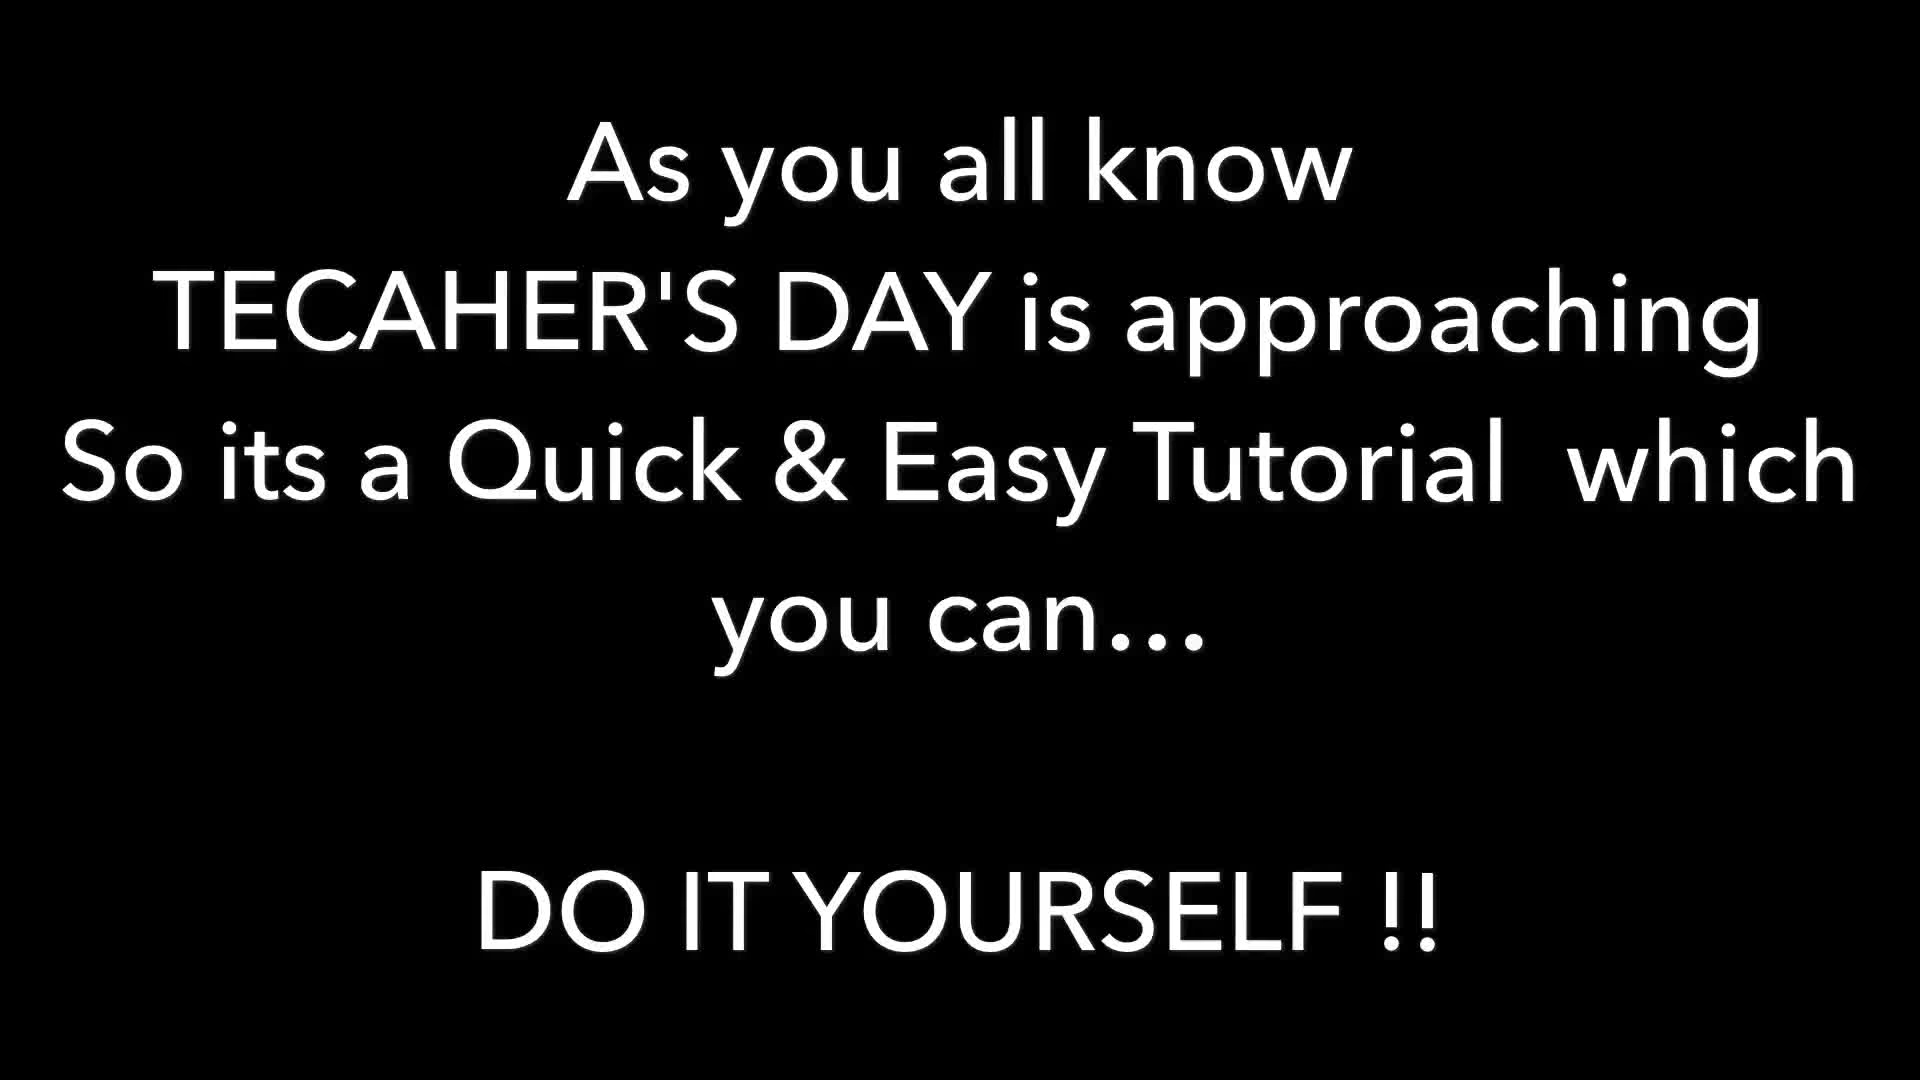 As you all know
TECAHER'S DAY is approaching
So its a Quick & Easy Tutorial  which
you can...
DO IT YOURSELF !!